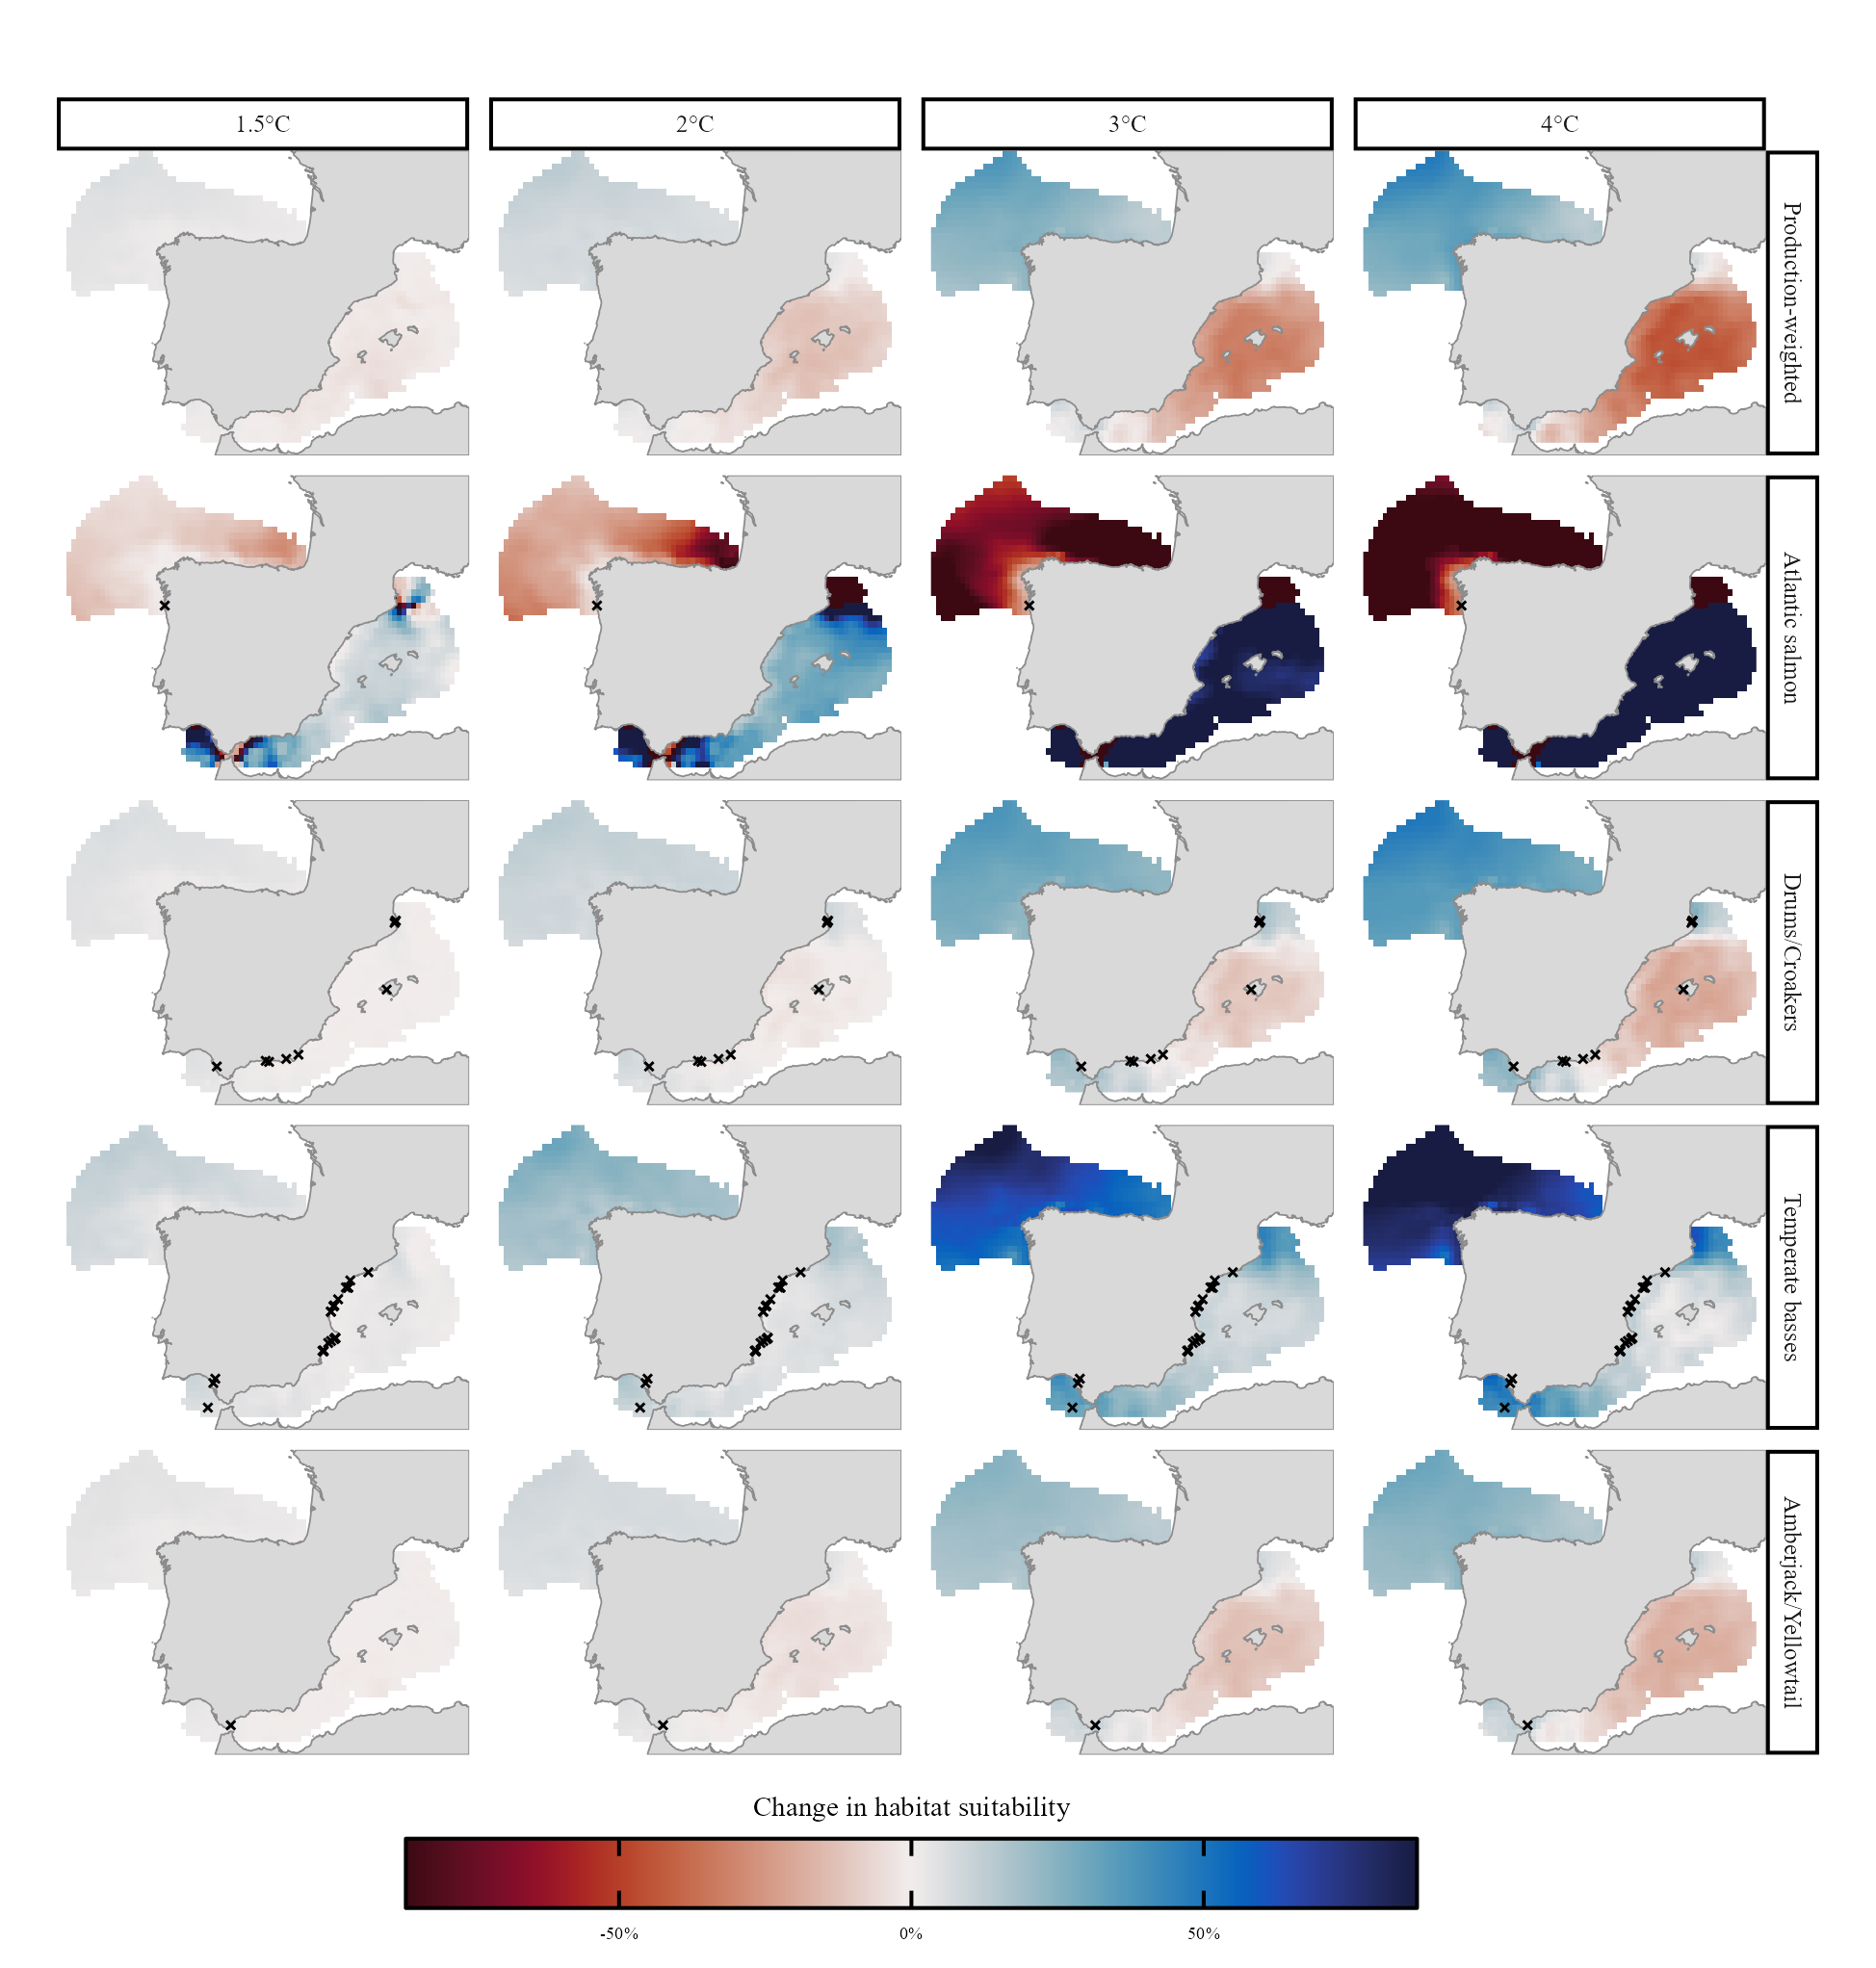 1.5°C
2°C
3°C
4°C
Production-weighted
Atlantic salmon
Drums/Croakers
Temperate basses
Amberjack/Yellowtail
Change in habitat suitability
-50%
0%
50%